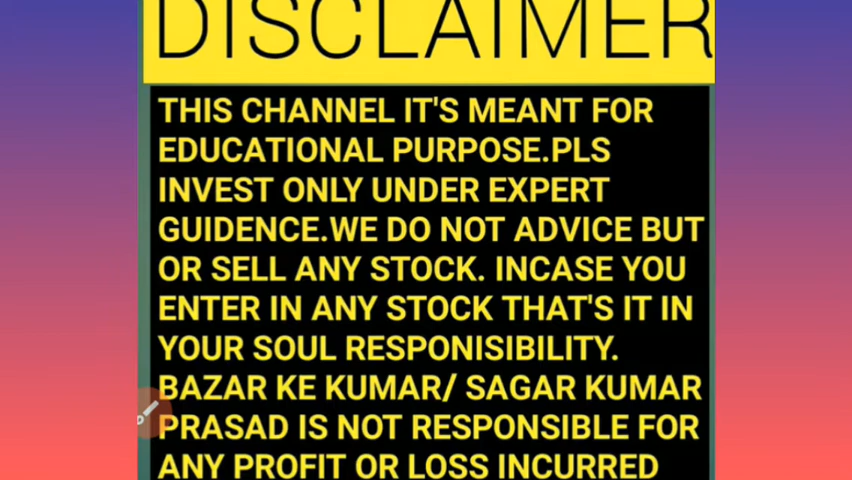 DISCLAIMER
THIS CHANNEL IT'S MEANT FOR
EDUCATIONAL PURPOSE.PLS
INVEST ONLY UNDER EXPERT
GUIDENCE.WE DO NOT ADVICE BUT
OR SELL ANY STOCK. INCASE YOU
ENTER IN ANY STOCK THAT'S IT IN
YOUR SOUL RESPONISIBILITY.
BAZAR KE KUMAR/ SAGAR KUMAR
PRASAD IS NOT RESPONSIBLE FOR
ANY PROFIT OR LOSS INCURRED